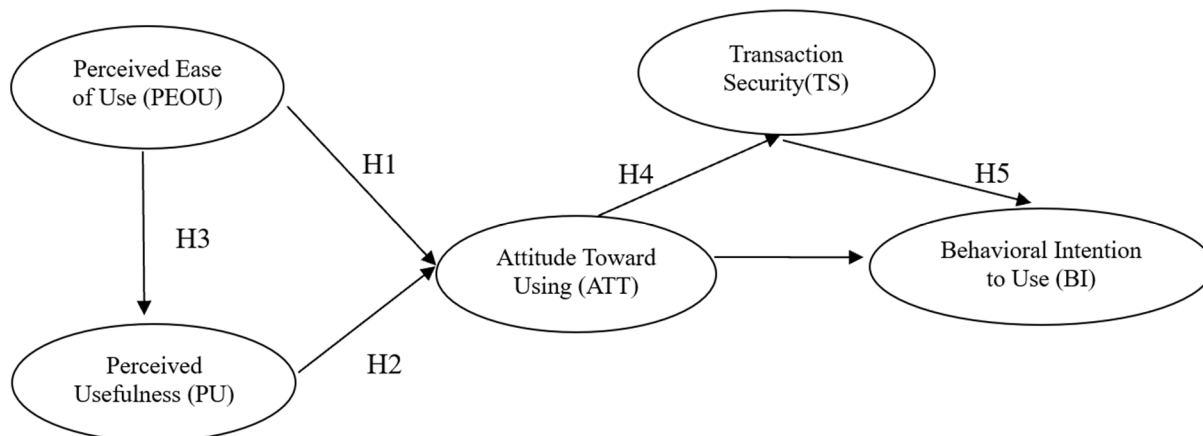 Perceived Ease
of Use (PEOU)
Transaction
Security(TS)
H1
H4
H5
H3
Attitude Toward
Using (ATT)
Behavioral Intention
to Use (BI)
Perceived
Usefulness (PU)
H2